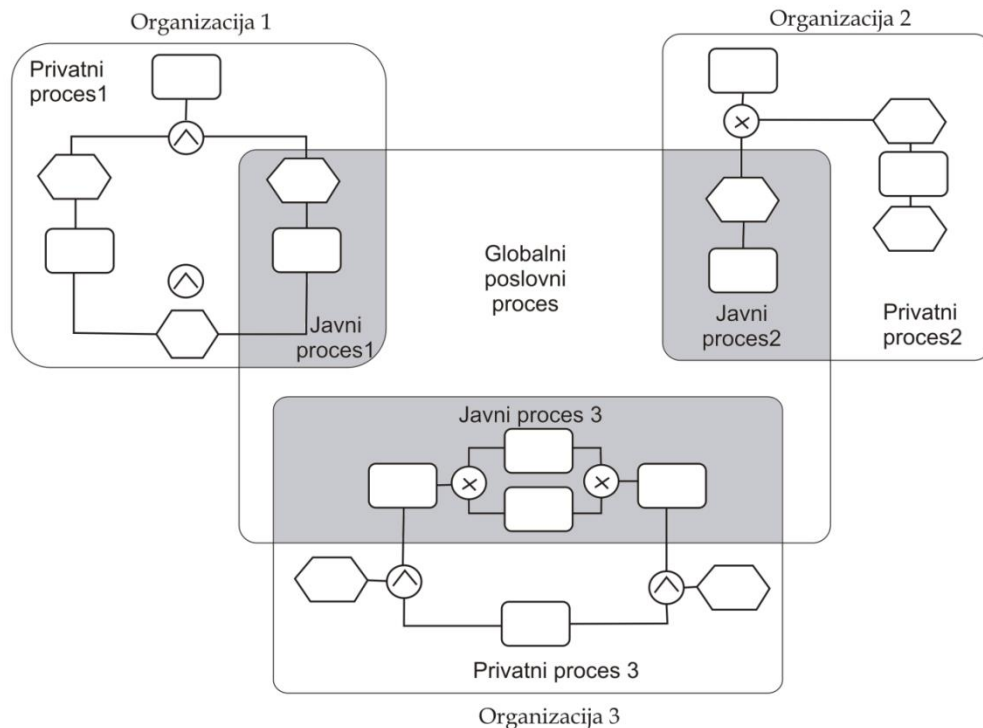 Organizacija 1
Organizacija 2
Privatni
proces1
Globalni
poslovni
proces
Javni
proces1
Javni
proces2
Privatni
proces2
Javni proces 3
Privatni proces 3
Organizacija 3